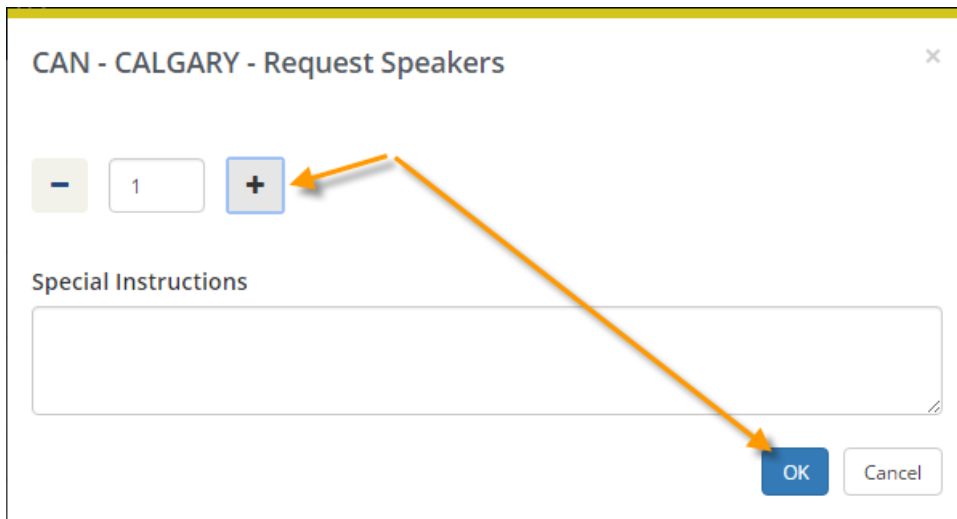 CAN - CALGARY - Request Speakers ×
− 1 +
Special Instructions
OK Cancel